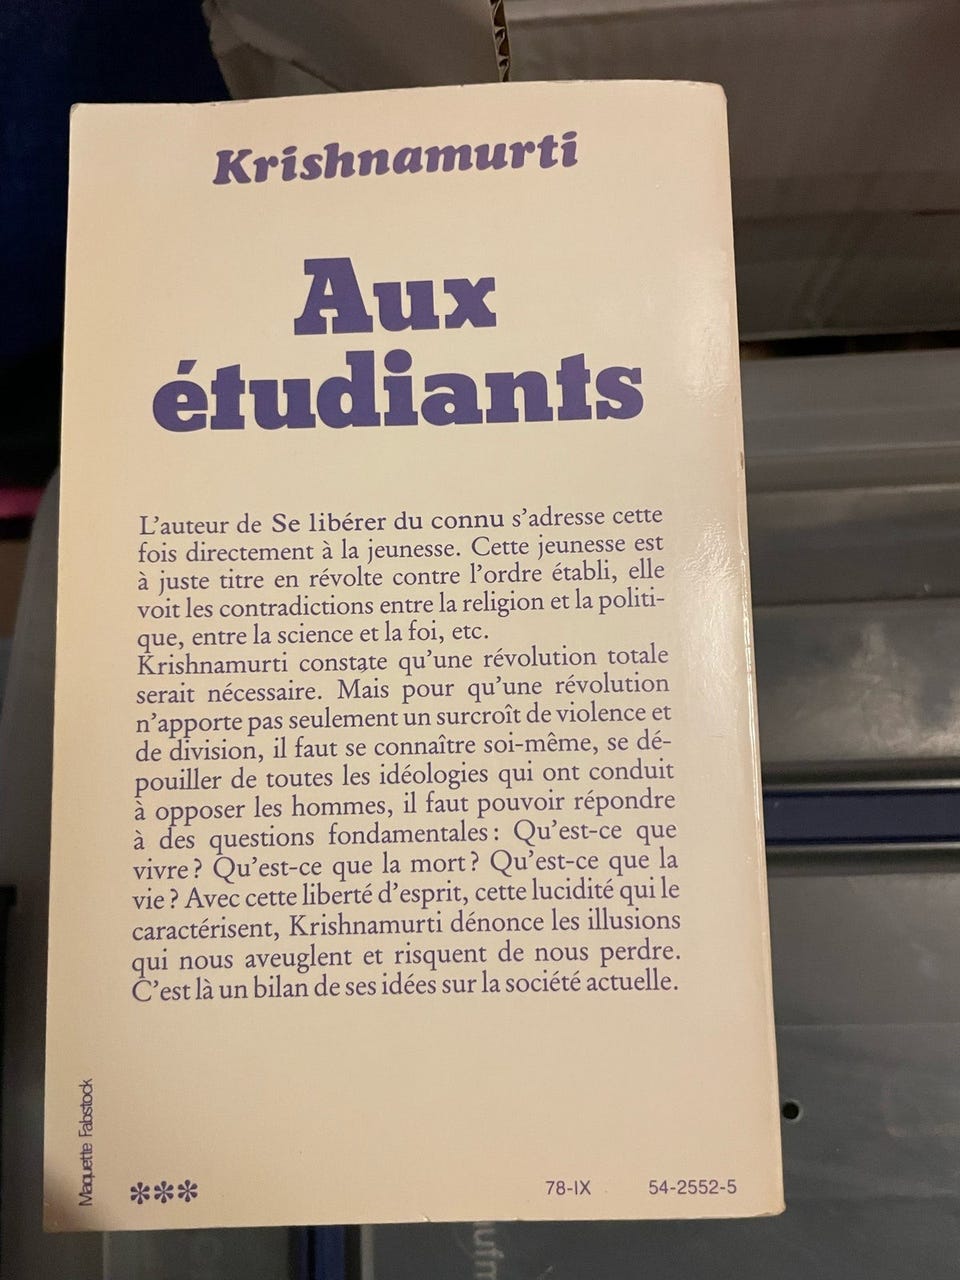 Krishnamurti
Aux
étudiants
L'auteur de Se libérer du connu s'adresse cette
fois directement à la jeunesse. Cette jeunesse est
à juste titre en révolte contre l'ordre établi, elle
voit les contradictions entre la religion et la politi-
que, entre la science et la foi, etc.
Krishnamurti constate qu'une révolution totale
serait nécessaire. Mais pour qu'une révolution
n'apporte pas seulement un surcroît de violence et
de division, il faut se connaître soi-même, se dé-
pouiller de toutes les idéologies qui ont conduit
à opposer les hommes, il faut pouvoir répondre
à des questions fondamentales : Qu'est-ce que
vivre ? Qu'est-ce que la mort ? Qu'est-ce que la
vie ? Avec cette liberté d'esprit, cette lucidité qui le
caractérisent, Krishnamurti dénonce les illusions
qui nous aveuglent et risquent de nous perdre.
C'est là un bilan de ses idées sur la société actuelle.
Maquette Fabstock
*** 78-IX 54-2552-5